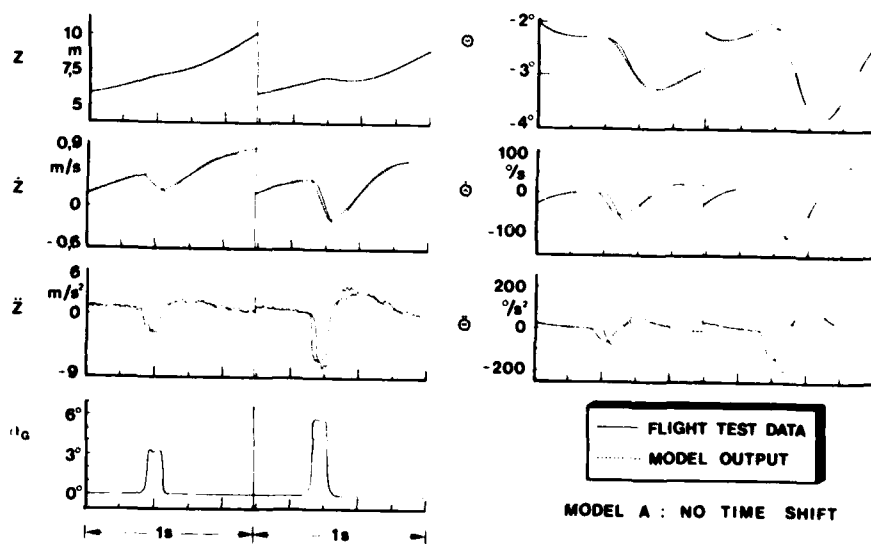 Z
10
m
7,5
5
Ż
0,9
m/s
0
-0,6
Z̈
6
m/s²
0
-9
6°
3°
0°
1s
1s
Θ
-2°
-3°
-4°
Θ̇
100
°/s
0
-100
Θ̈
200
°/s²
0
-200
FLIGHT TEST DATA
MODEL OUTPUT
MODEL A : NO TIME SHIFT